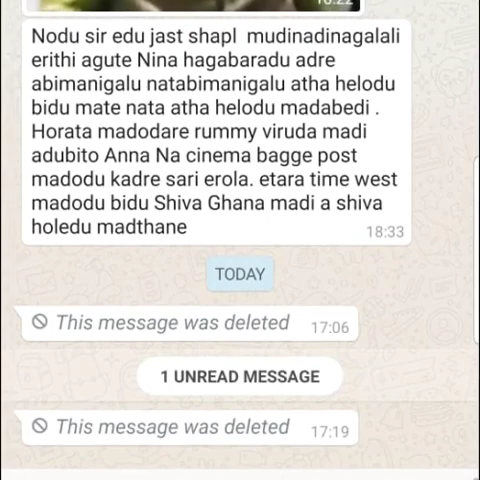 Nodu sir edu jast shapl mudinadinagalali
erithi agute Nina hagabaradu adre
abimanigalu natabimanigalu atha helodu
bidu mate nata atha helodu madabedi .
Horata madodare rummy viruda madi
adubito Anna Na cinema bagge post
madodu kadre sari erola. etara time west
madodu bidu Shiva Ghana madi a shiva
holedu madthane
18:33
TODAY
This message was deleted 17:06
1 UNREAD MESSAGE
This message was deleted 17:19